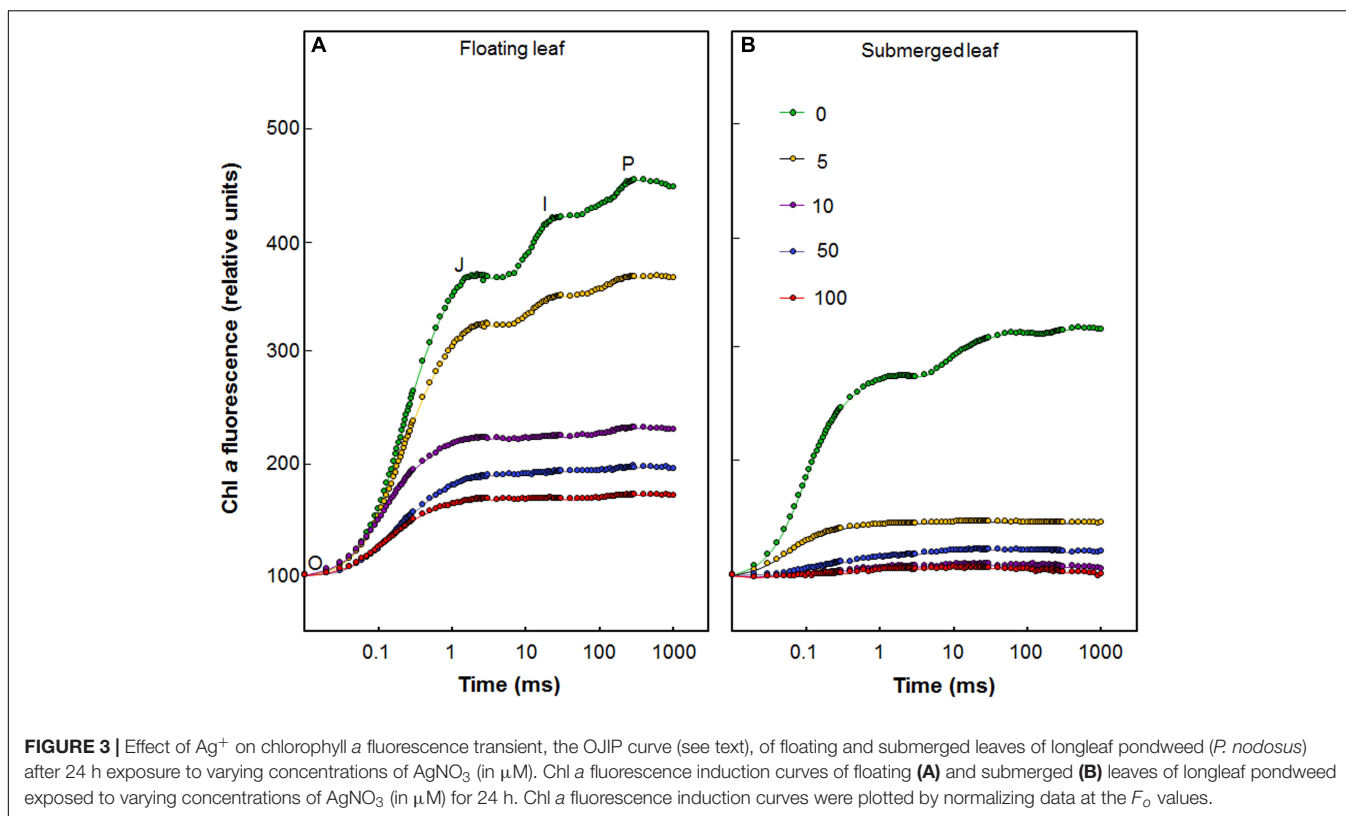 A
Floating leaf
B
Submerged leaf
500
400
300
200
100
Chl a fluorescence (relative units)
O
J
I
P
0
5
10
50
100
0.1 1 10 100 1000
Time (ms)
0.1 1 10 100 1000
Time (ms)
FIGURE 3 | Effect of Ag⁺ on chlorophyll a fluorescence transient, the OJIP curve (see text), of floating and submerged leaves of longleaf pondweed (P. nodosus)
after 24 h exposure to varying concentrations of AgNO₃ (in μM). Chl a fluorescence induction curves of floating (A) and submerged (B) leaves of longleaf pondweed
exposed to varying concentrations of AgNO₃ (in μM) for 24 h. Chl a fluorescence induction curves were plotted by normalizing data at the Fₒ values.